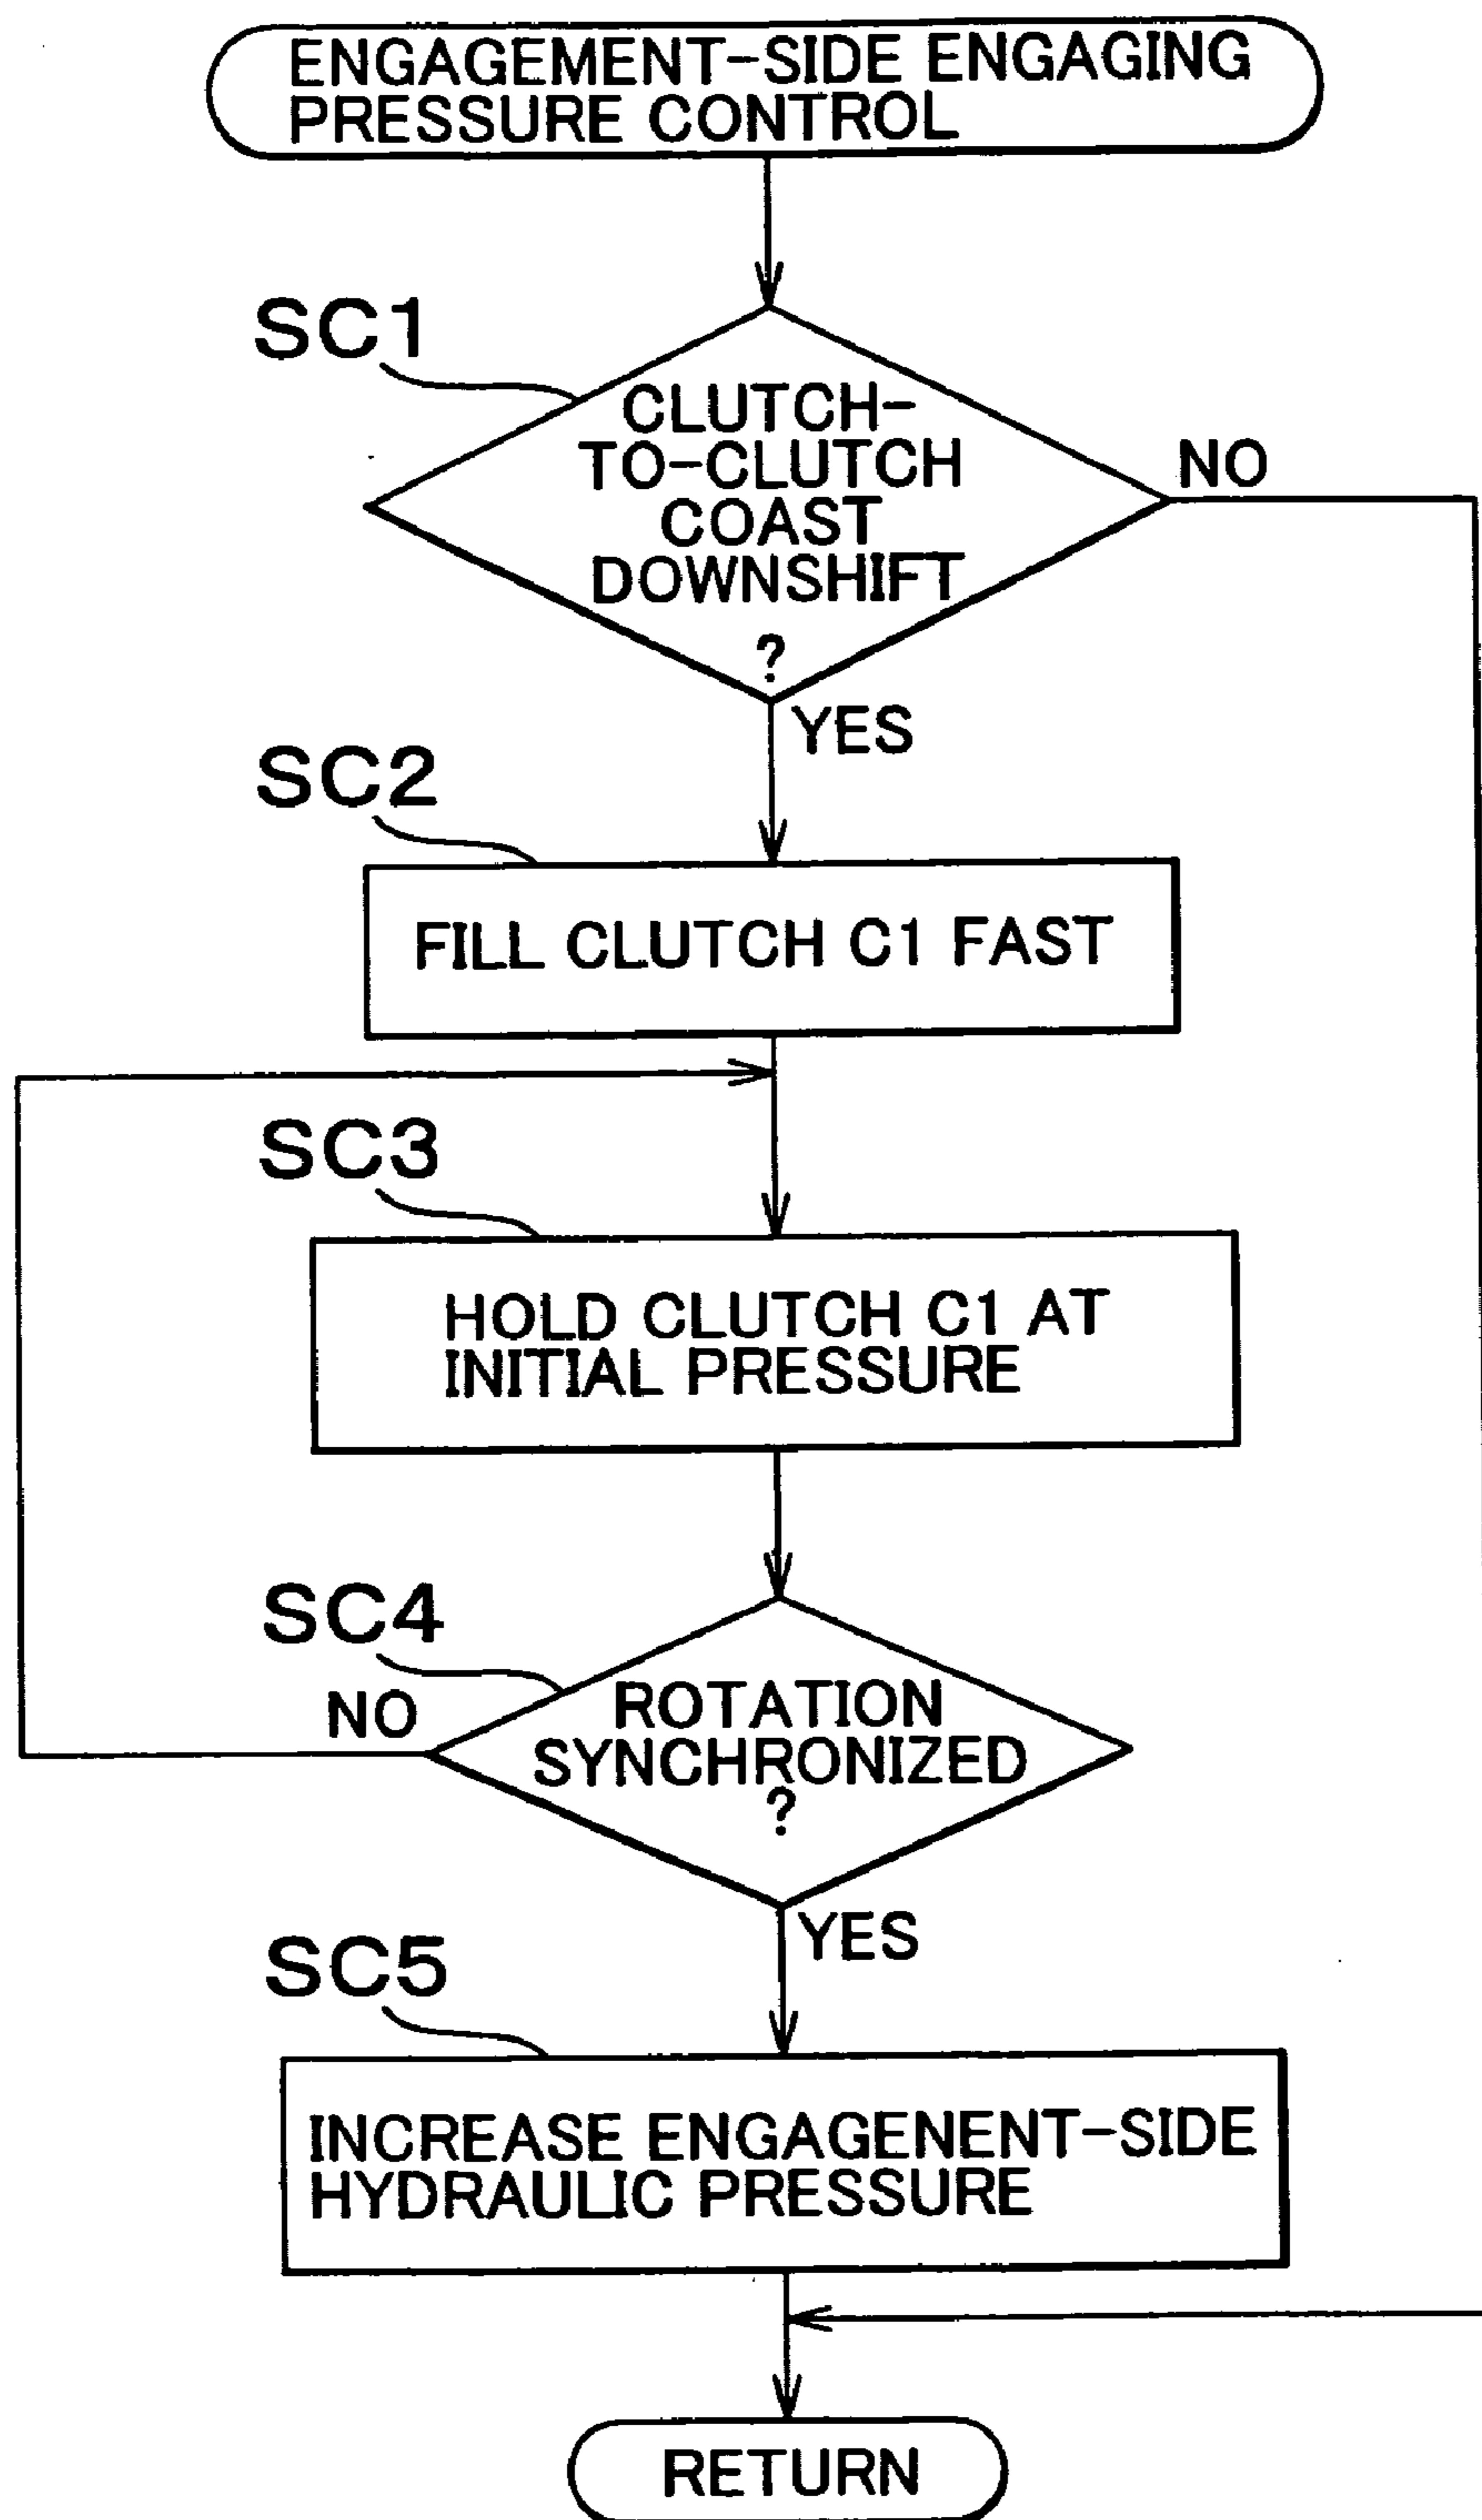 ENGAGEMENT-SIDE ENGAGING
PRESSURE CONTROL
SC1
CLUTCH-
TO-CLUTCH
COAST
DOWNSHIFT
?
NO
YES
SC2
FILL CLUTCH C1 FAST
SC3
HOLD CLUTCH C1 AT
INITIAL PRESSURE
SC4
NO
ROTATION
SYNCHRONIZED
?
YES
SC5
INCREASE ENGAGENENT-SIDE
HYDRAULIC PRESSURE
RETURN